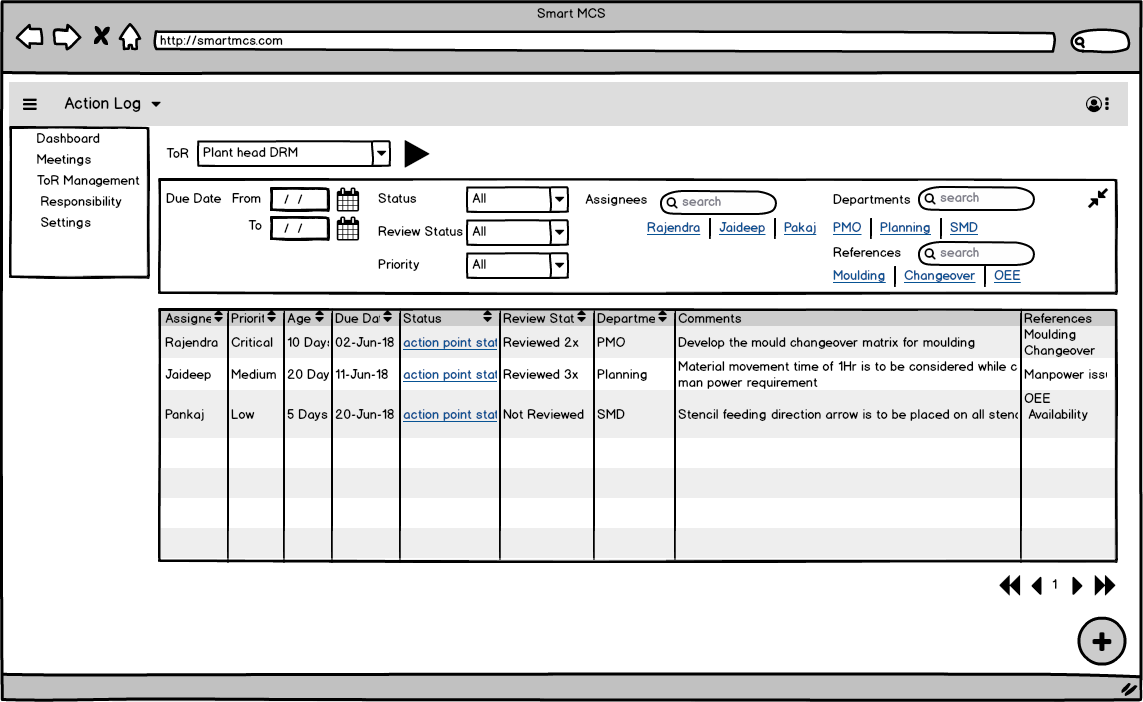 Smart MCS
http://smartmcs.com
Action Log
Dashboard
Meetings
ToR Management
Responsibility
Settings
ToR Plant head DRM
Due Date From / /
To / /
Status All
Review Status All
Priority All
Assignees search
Rajendra Jaideep Pakaj
Departments search
PMO Planning SMD
References search
Moulding Changeover OEE
Assigne Priorit Age Due Dat Status Review Stat Departme Comments References
Rajendra Critical 10 Days 02-Jun-18 action point stat Reviewed 2x PMO Develop the mould changeover matrix for moulding Moulding
Changeover
Jaideep Medium 20 Day 11-Jun-18 action point stat Reviewed 3x Planning Material movement time of 1Hr is to be considered while c Manpower issu
man power requirement
Pankaj Low 5 Days 20-Jun-18 action point stat Not Reviewed SMD Stencil feeding direction arrow is to be placed on all stenc OEE
Availability
1